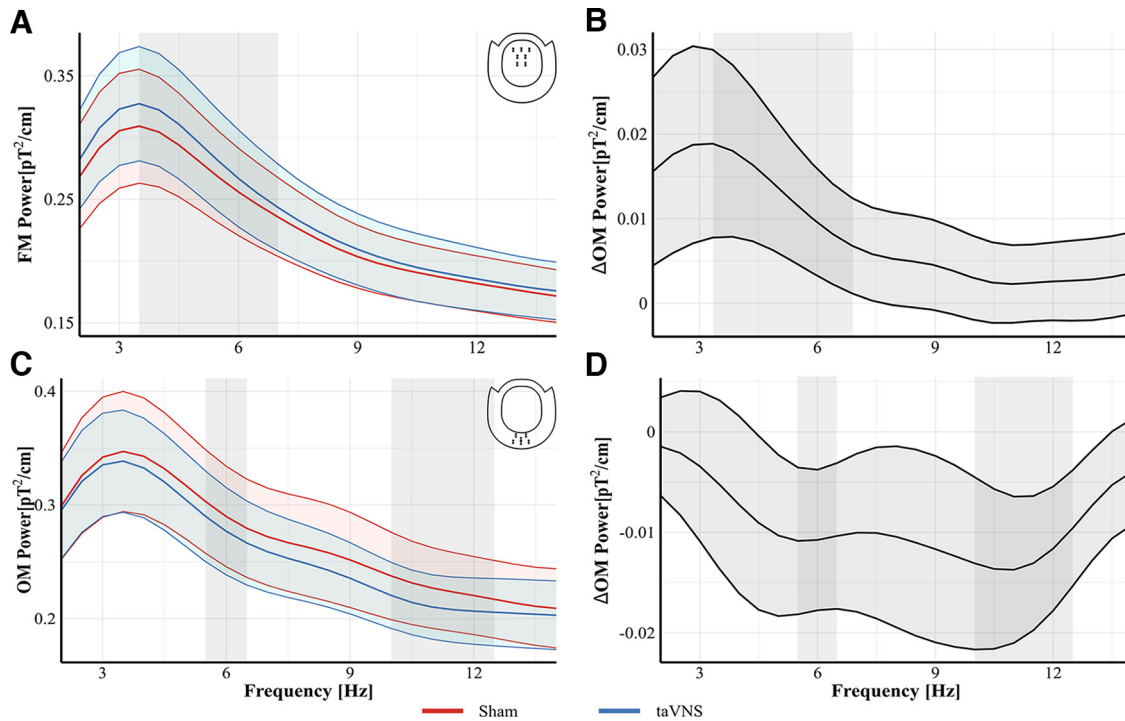 A
FM Power[pT²/cm]
0.35
0.25
0.15
3 6 9 12
B
ΔOM Power[pT²/cm]
0.03
0.02
0.01
0
3 6 9 12
C
OM Power[pT²/cm]
0.4
0.3
0.2
3 6 9 12
Frequency [Hz]
D
ΔOM Power[pT²/cm]
0
-0.01
-0.02
3 6 9 12
Frequency [Hz]
Sham taVNS